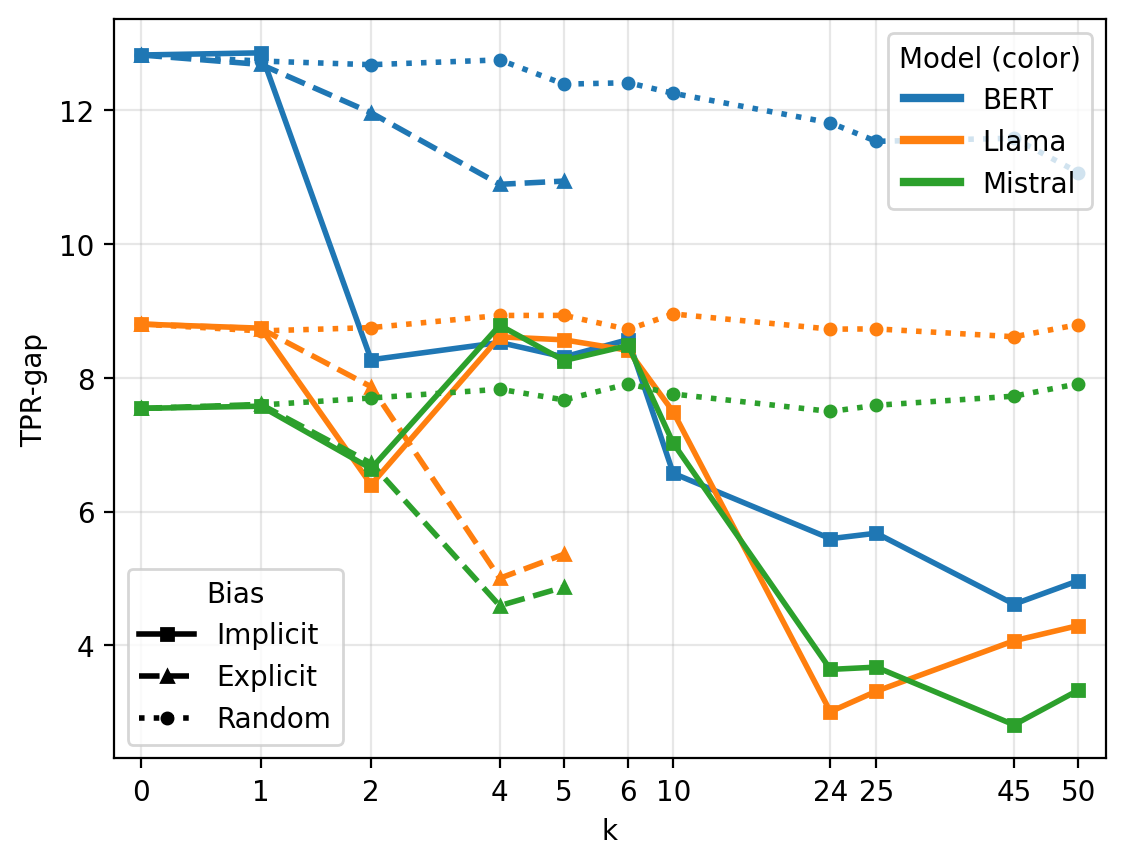 TPR-gap
12
10
8
6
4
Model (color)
BERT
Llama
Mistral
Bias
Implicit
Explicit
Random
0 1 2 4 5 6 10 24 25 45 50
k